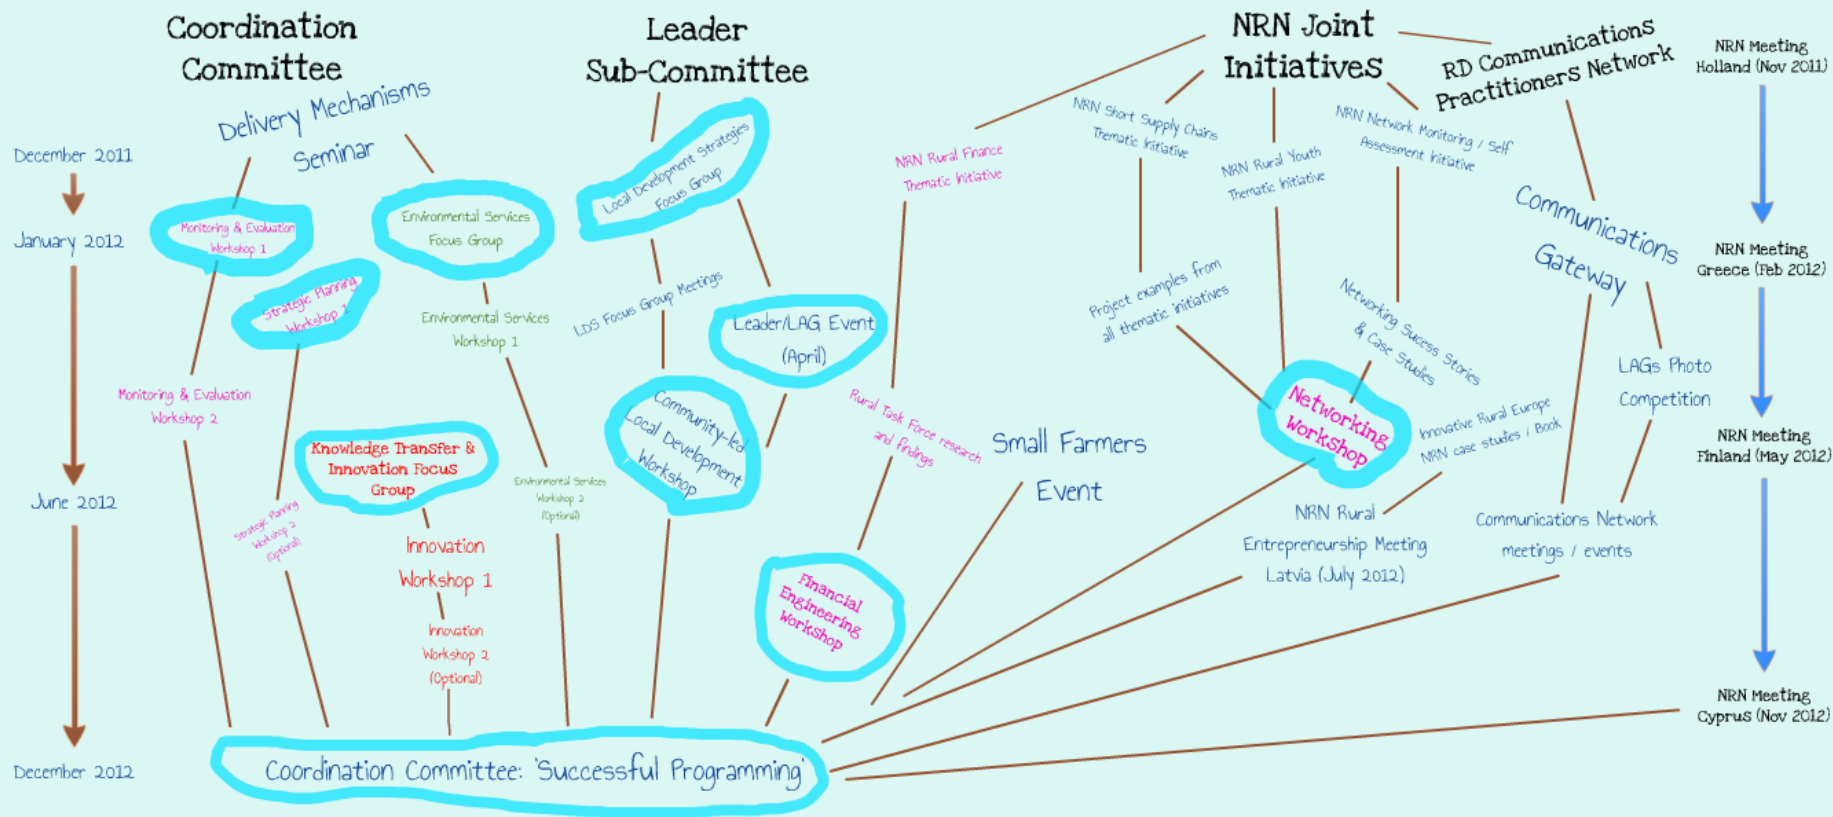 Coordination
Committee
Leader
Sub-Committee
NRN Joint
Initiatives
RD Communications
Practitioners Network
NRN Meeting
Holland (Nov 2011)
Delivery Mechanisms
Seminar
December 2011
January 2012
June 2012
December 2012
Monitoring & Evaluation
Workshop 1
Strategic Planning
Workshop 1
Monitoring & Evaluation
Workshop 2
Strategic Planning
Workshop 2
(Optional)
Environmental Services
Focus Group
Environmental Services
Workshop 1
Environmental Services
Workshop 2
(Optional)
Knowledge Transfer &
Innovation Focus
Group
Innovation
Workshop 1
Innovation
Workshop 2
(Optional)
Local Development Strategies
Focus Group
LDS Focus Group Meetings
Leader/LAG Event
(April)
Community-led
Local Development
Workshop
NRN Rural Finance
Thematic Initiative
Rural Task Force research
and findings
Financial
Engineering
Workshop
Small Farmers
Event
NRN Short Supply Chains
Thematic Initiative
Project examples from
all thematic initiatives
NRN Rural Youth
Thematic Initiative
NRN Network Monitoring / Self
Assessment Initiative
Networking Success Stories
& Case Studies
Networking
Workshop
Innovative Rural Europe
NRN case studies / Book
NRN Rural
Entrepreneurship Meeting
Latvia (July 2012)
Communications
Gateway
LAGs Photo
Competition
Communications Network
meetings / events
NRN Meeting
Greece (Feb 2012)
NRN Meeting
Finland (May 2012)
NRN Meeting
Cyprus (Nov 2012)
Coordination Committee: 'Successful Programming'